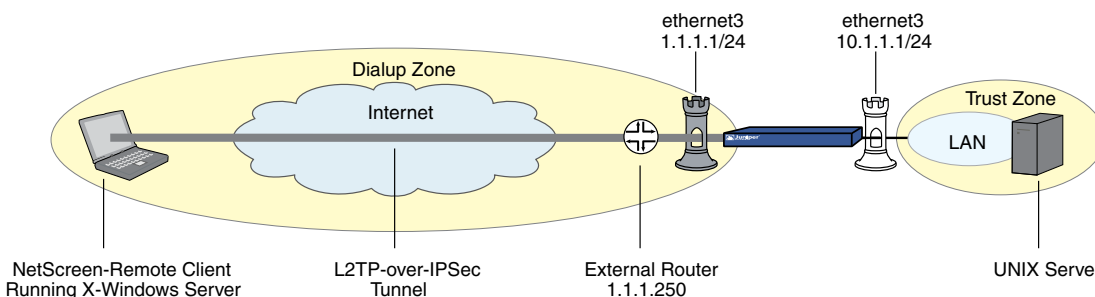 ethernet3
1.1.1.1/24
ethernet3
10.1.1.1/24
Dialup Zone
Trust Zone
Internet
Juniper
LAN
NetScreen-Remote Client
Running X-Windows Server
L2TP-over-IPSec
Tunnel
External Router
1.1.1.250
UNIX Serve